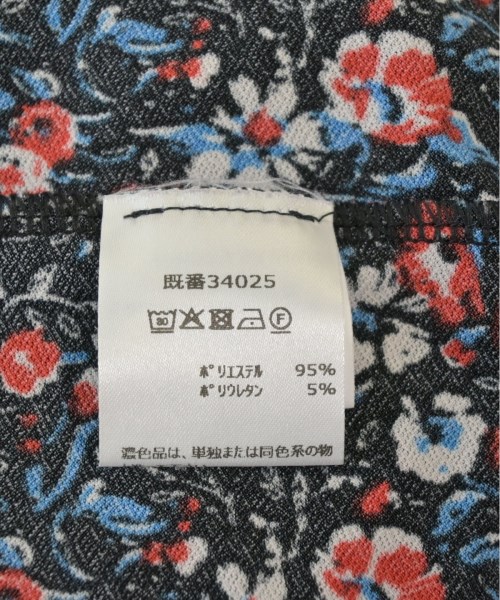 既番34025
30 F
ﾎﾟﾘｴｽﾃﾙ 95%
ﾎﾟﾘｳﾚﾀﾝ 5%
濃色品は、単独または同色系の物